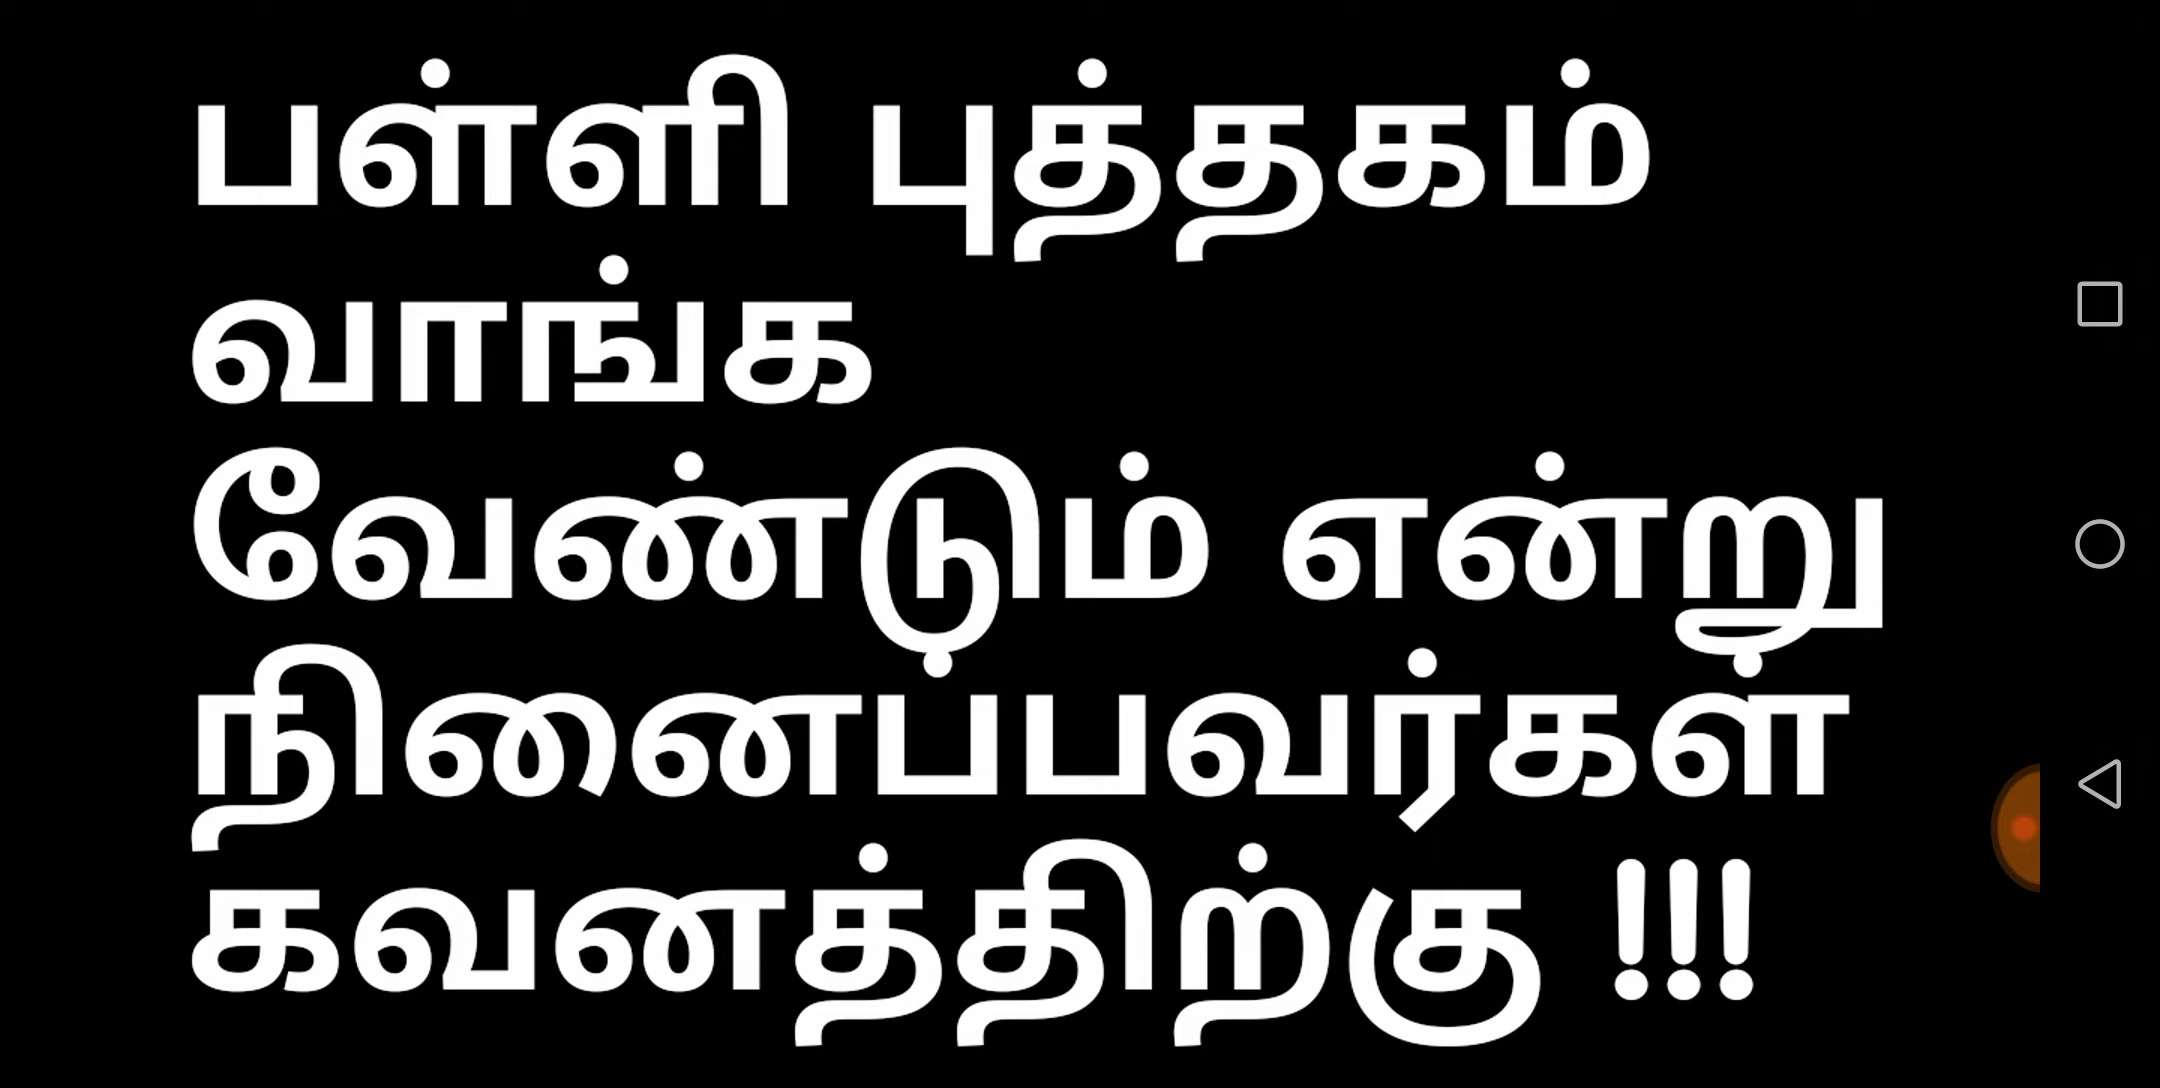 பள்ளி புத்தகம்
வாங்க
வேண்டும் என்று
நினைப்பவர்கள்
கவனத்திற்கு !!!